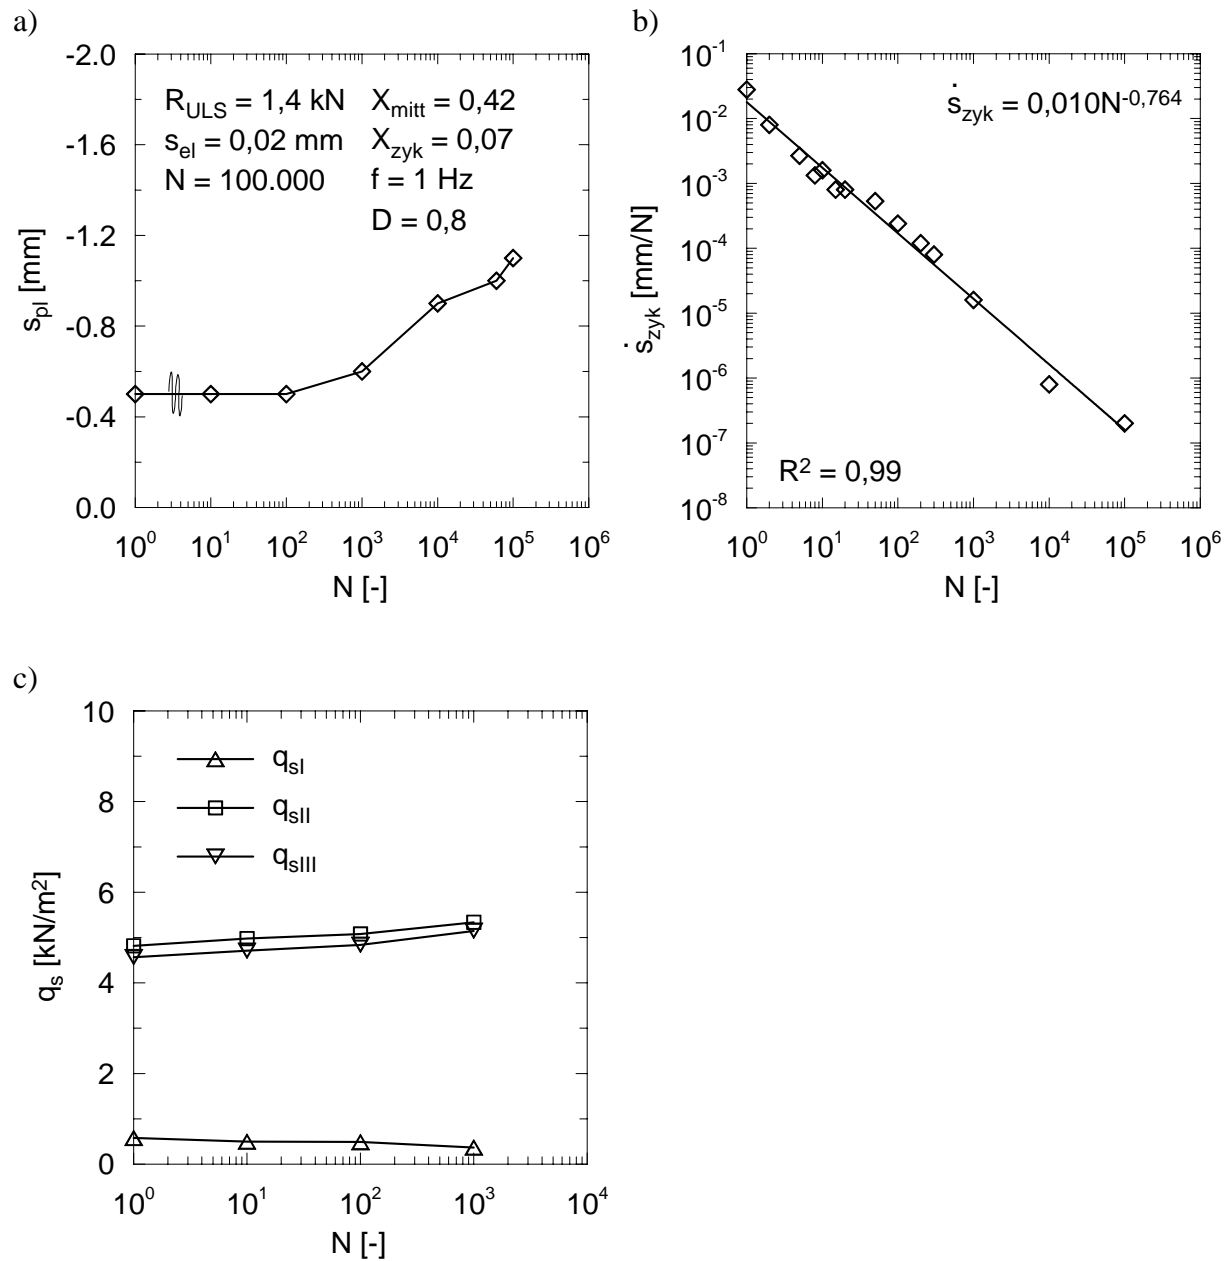 a)
-2.0
-1.6
-1.2
-0.8
-0.4
0.0
s_pl [mm]
R_ULS = 1,4 kN X_mitt = 0,42
s_el = 0,02 mm X_zyk = 0,07
N = 100.000 f = 1 Hz
D = 0,8
10^0 10^1 10^2 10^3 10^4 10^5 10^6
N [-]
b)
10^-1
10^-2
10^-3
10^-4
10^-5
10^-6
10^-7
10^-8
ṡ_zyk [mm/N]
ṡ_zyk = 0,010N^-0,764
R^2 = 0,99
10^0 10^1 10^2 10^3 10^4 10^5 10^6
N [-]
c)
10
8
6
4
2
0
q_s [kN/m^2]
q_sI
q_sII
q_sIII
10^0 10^1 10^2 10^3 10^4
N [-]